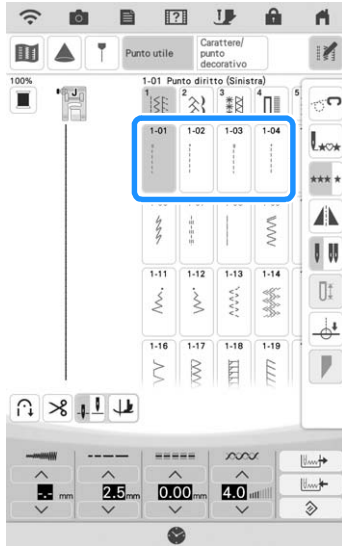 Punto utile
Carattere/
punto
decorativo
100%
1-01 Punto diritto (Sinistra)
J
1 2 3 4 5
1-01 1-02 1-03 1-04
1-11 1-12 1-13 1-14
1-16 1-17 1-18 1-19
-.- mm 2.5 mm 0.00 mm 4.0